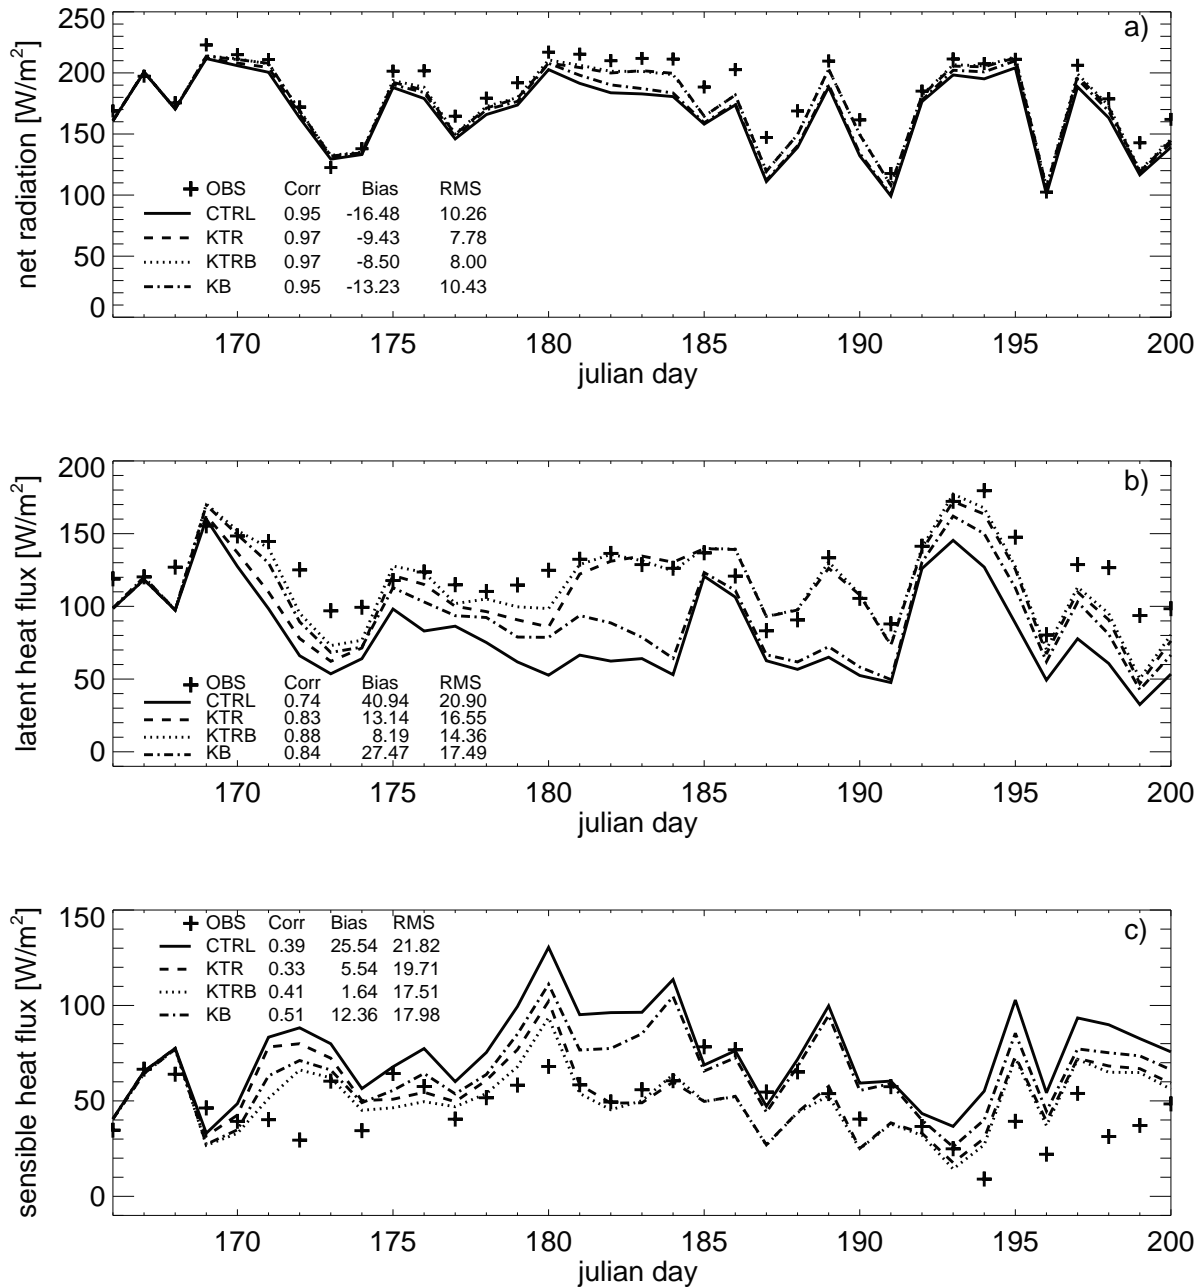 250
a)
200
150
100
OBS Corr Bias RMS
CTRL 0.95 -16.48 10.26
KTR 0.97 -9.43 7.78
50
KTRB 0.97 -8.50 8.00
KB 0.95 -13.23 10.43
0
net radiation [W/m²]
170 175 180 185 190 195 200
julian day
200
b)
150
100
50
OBS Corr Bias RMS
CTRL 0.74 40.94 20.90
KTR 0.83 13.14 16.55
KTRB 0.88 8.19 14.36
KB 0.84 27.47 17.49
0
latent heat flux [W/m²]
170 175 180 185 190 195 200
julian day
150
c)
OBS Corr Bias RMS
CTRL 0.39 25.54 21.82
KTR 0.33 5.54 19.71
KTRB 0.41 1.64 17.51
KB 0.51 12.36 17.98
100
50
0
sensible heat flux [W/m²]
170 175 180 185 190 195 200
julian day